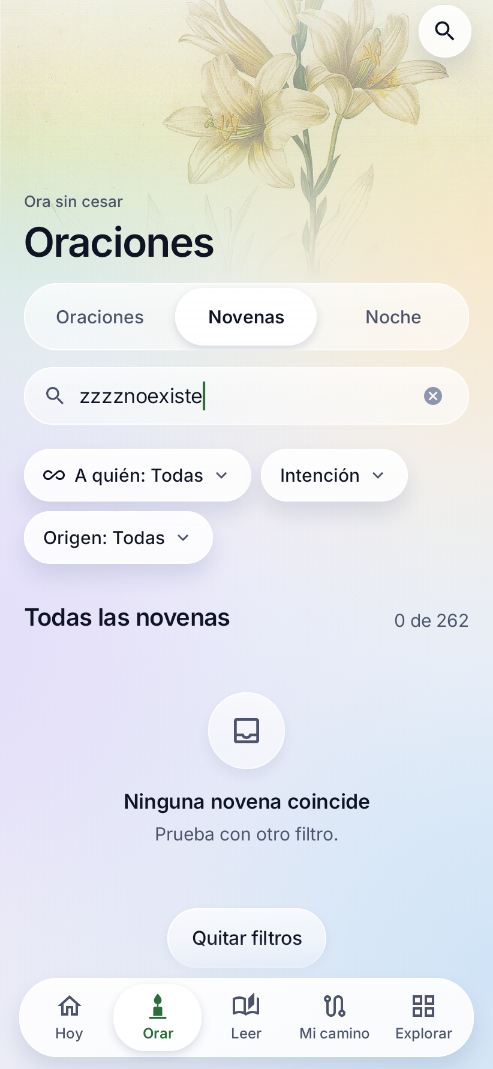 Ora sin cesar
Oraciones
Oraciones Novenas Noche
zzzznoexiste
A quién: Todas Intención
Origen: Todas
Todas las novenas 0 de 262
Ninguna novena coincide
Prueba con otro filtro.
Quitar filtros
Hoy Orar Leer Mi camino Explorar